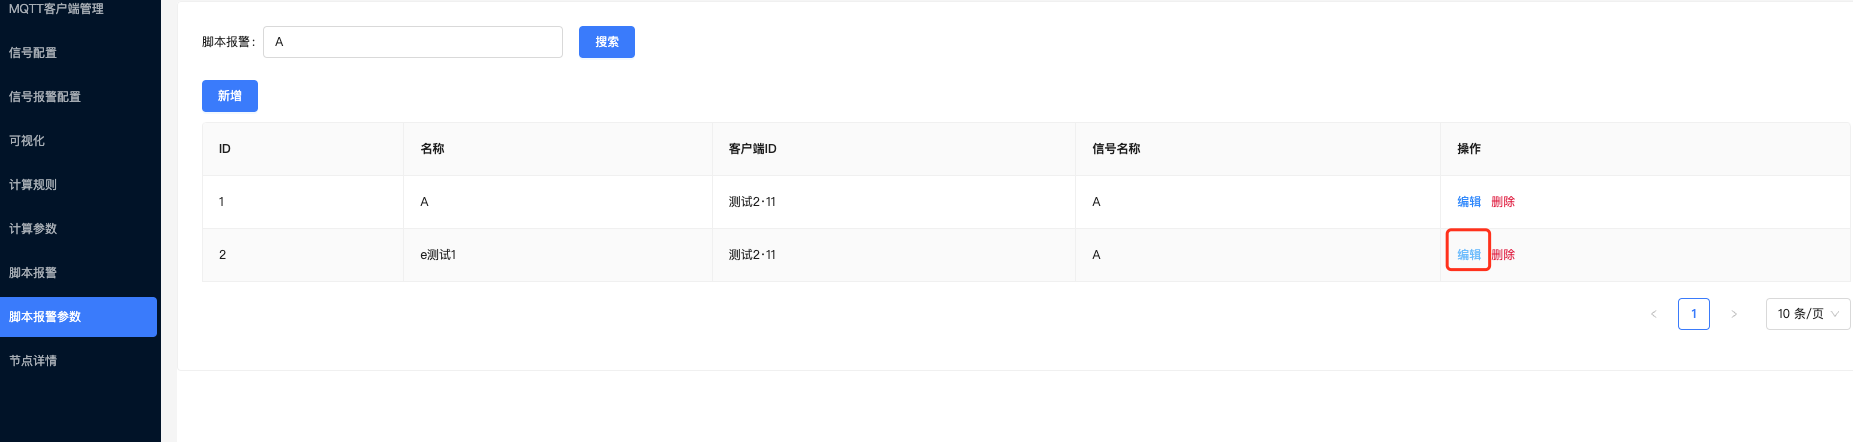 MQTT客户端管理
信号配置
信号报警配置
可视化
计算规则
计算参数
脚本报警
脚本报警参数
节点详情
脚本报警： A 搜索
新增
ID 名称 客户端ID 信号名称 操作
1 A 测试2·11 A 编辑 删除
2 e测试1 测试2·11 A 编辑 删除
< 1 > 10 条/页